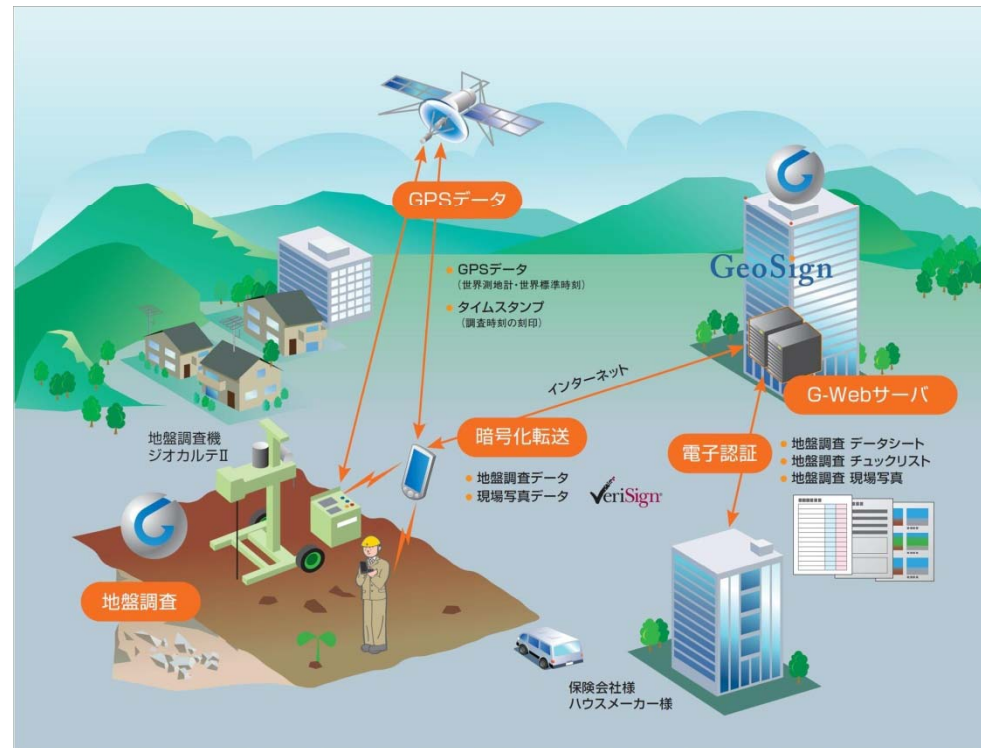 GPSデータ
GPSデータ
(世界測地計・世界標準時刻)
タイムスタンプ
(調査時刻の刻印)
GeoSign
インターネット
G-Webサーバ
地盤調査機
ジオカルテII
暗号化転送
地盤調査データ
現場写真データ
VeriSign
電子認証
地盤調査 データシート
地盤調査 チュックリスト
地盤調査 現場写真
地盤調査
保険会社様
ハウスメーカー様